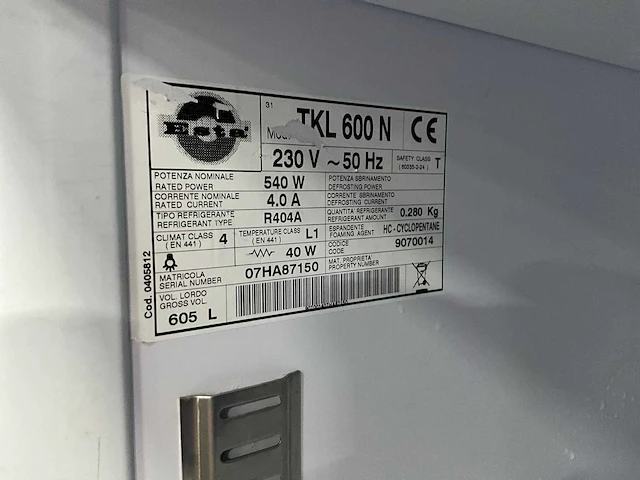 31
TKL 600 N
CE
Esta
230 V ~ 50 Hz
SAFETY CLASS T
( 60335-2-24 )
POTENZA NOMINALE
RATED POWER 540 W
POTENZA SBRINAMENTO
DEFROSTING POWER
CORRENTE NOMINALE
RATED CURRENT 4.0 A
CORRENTE SBRINAMENTO
DEFROSTING CURRENT
TIPO REFRIGERANTE
REFRIGERANT TYPE R404A
QUANTITA REFRIGERANTE
REFRIGERANT AMOUNT 0.280 Kg
CLIMAT CLASS 4
( EN 441 )
TEMPERATURE CLASS L1
( EN 441 )
ESPANDENTE
FOAMING AGENT HC - CYCLOPENTANE
40 W
CODICE
CODE 9070014
MATRICOLA
SERIAL NUMBER 07HA87150
MAT. PROPRIETA
PROPERTY NUMBER
VOL. LORDO
GROSS VOL.
605 L
Cod. 0405812